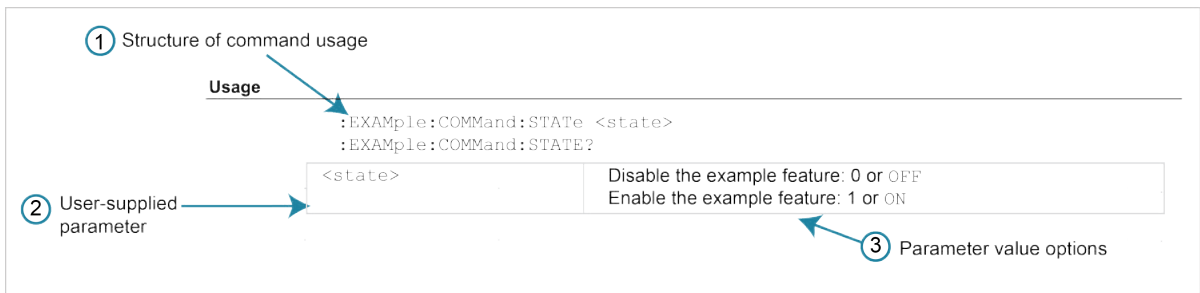 1 Structure of command usage
Usage
:EXAMple:COMMand:STATe <state>
:EXAMple:COMMand:STATE?
<state> Disable the example feature: 0 or OFF
Enable the example feature: 1 or ON
2 User-supplied
parameter
3 Parameter value options